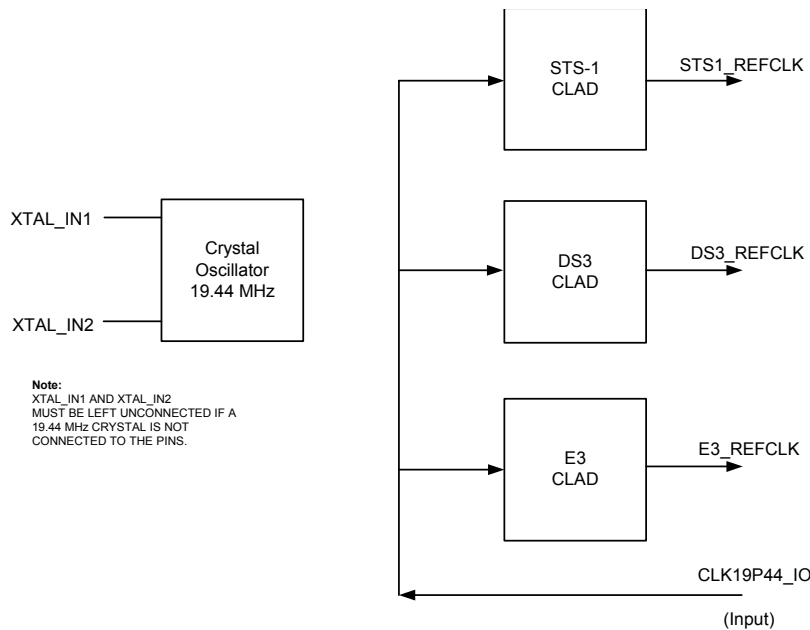 STS-1
CLAD
STS1_REFCLK
XTAL_IN1
Crystal
Oscillator
19.44 MHz
XTAL_IN2
DS3
CLAD
DS3_REFCLK
Note:
XTAL_IN1 AND XTAL_IN2
MUST BE LEFT UNCONNECTED IF A
19.44 MHz CRYSTAL IS NOT
CONNECTED TO THE PINS.
E3
CLAD
E3_REFCLK
CLK19P44_IO
(Input)